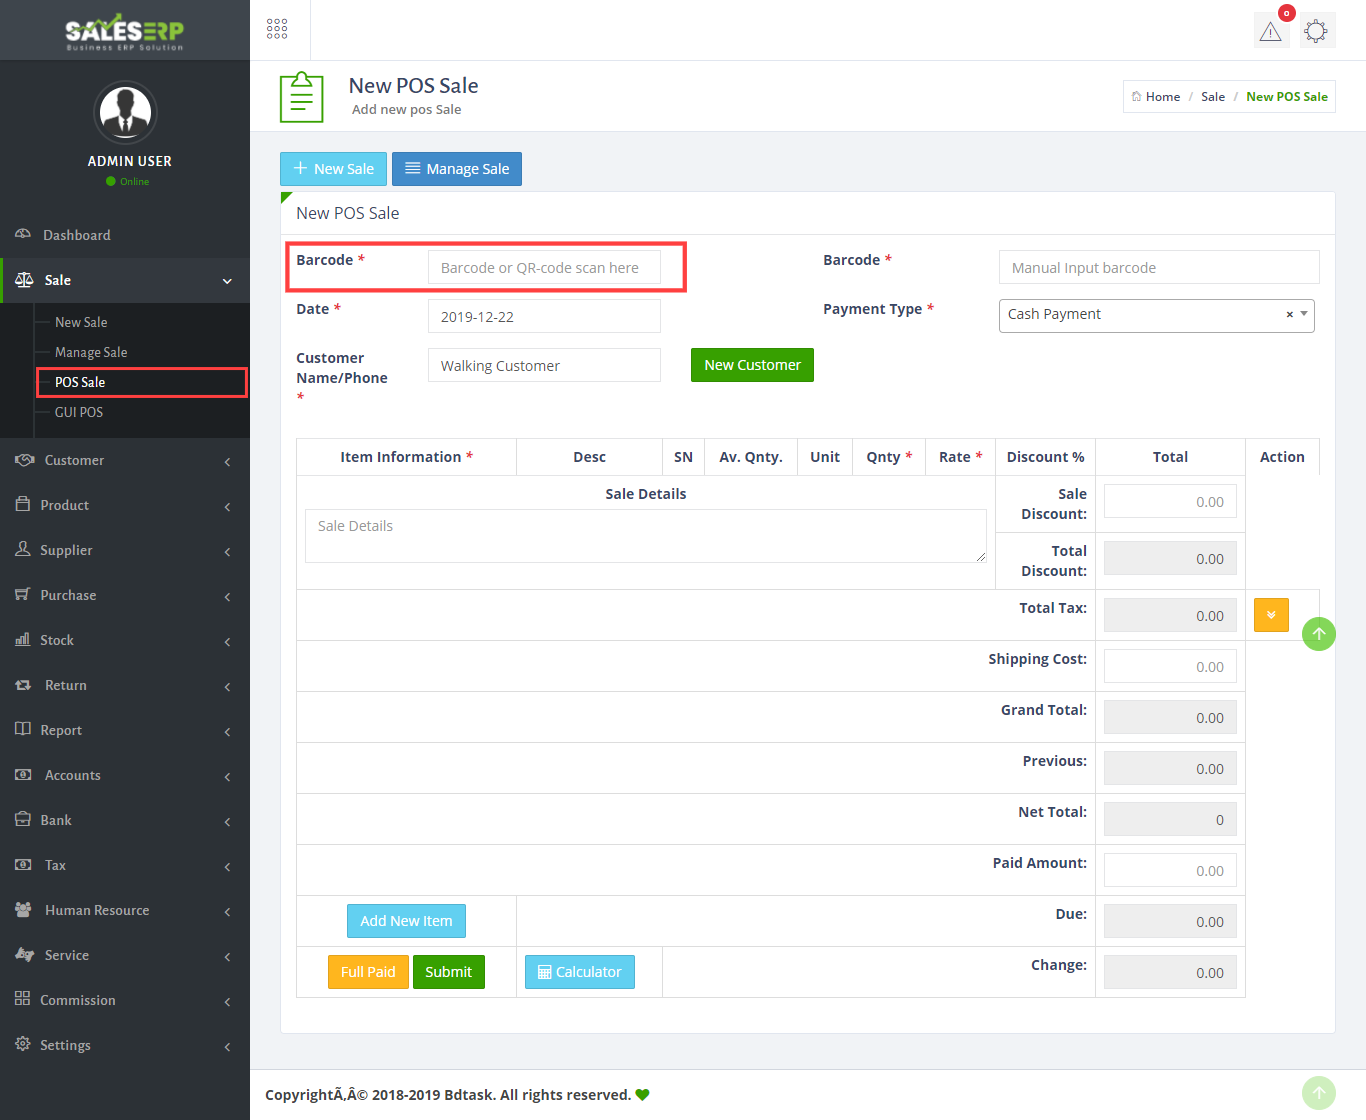 SALESERP
Business ERP Solution
0
New POS Sale
Add new pos Sale
Home / Sale / New POS Sale
ADMIN USER
Online
Dashboard
Sale
New Sale
Manage Sale
POS Sale
GUI POS
Customer
Product
Supplier
Purchase
Stock
Return
Report
Accounts
Bank
Tax
Human Resource
Service
Commission
Settings
New Sale
Manage Sale
New POS Sale
Barcode *
Barcode or QR-code scan here
Barcode *
Manual Input barcode
Date *
2019-12-22
Payment Type *
Cash Payment
×
Customer
Name/Phone
*
Walking Customer
New Customer
Item Information * Desc SN Av. Qnty. Unit Qnty * Rate * Discount % Total Action
Sale Details
Sale Details
Sale
Discount:
0.00
Total
Discount:
0.00
Total Tax:
0.00
Shipping Cost:
0.00
Grand Total:
0.00
Previous:
0.00
Net Total:
0
Paid Amount:
0.00
Add New Item
Due:
0.00
Full Paid
Submit
Calculator
Change:
0.00
CopyrightÃ‚Â© 2018-2019 Bdtask. All rights reserved.